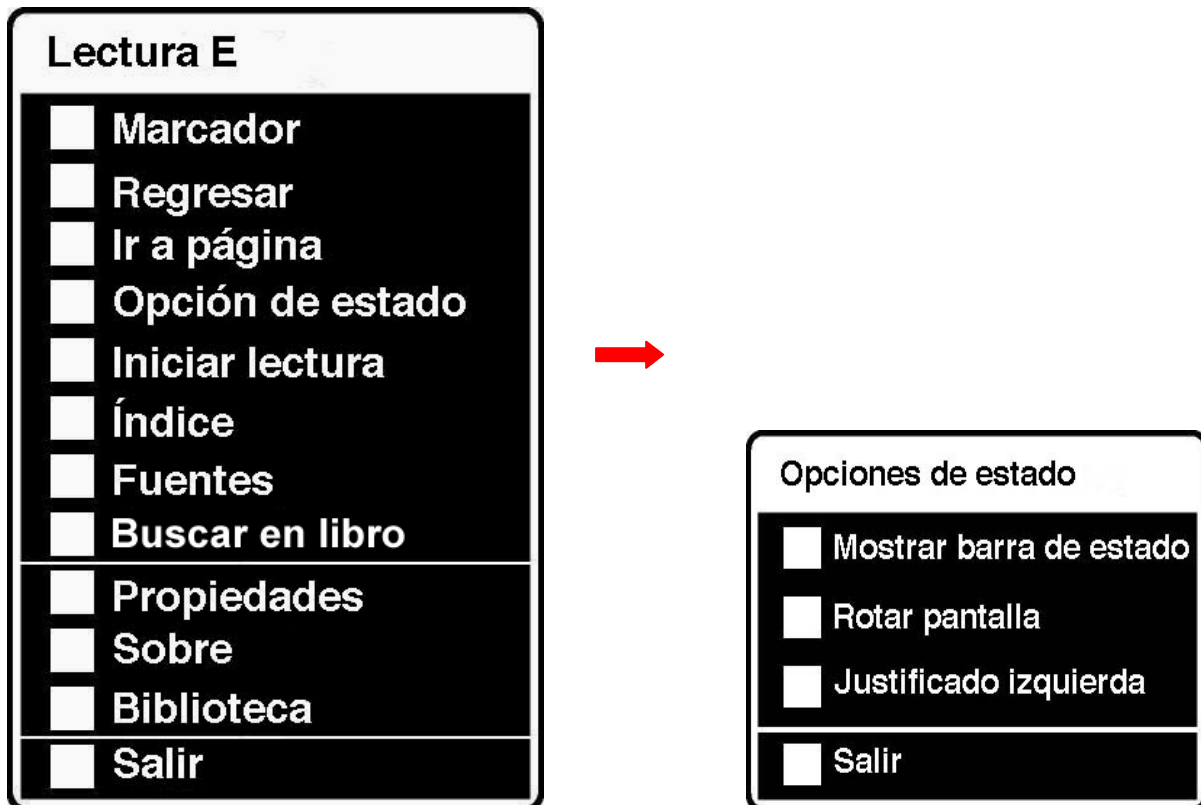 Lectura E
Marcador
Regresar
Ir a página
Opción de estado
Iniciar lectura
Índice
Fuentes
Buscar en libro
Propiedades
Sobre
Biblioteca
Salir
Opciones de estado
Mostrar barra de estado
Rotar pantalla
Justificado izquierda
Salir